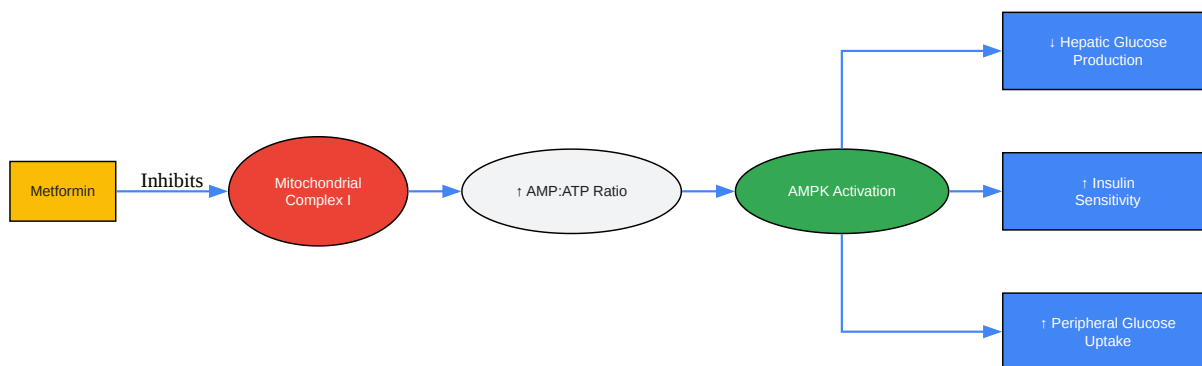 Metformin
Inhibits
Mitochondrial
Complex I
↑ AMP:ATP Ratio
AMPK Activation
↓ Hepatic Glucose
Production
↑ Insulin
Sensitivity
↑ Peripheral Glucose
Uptake